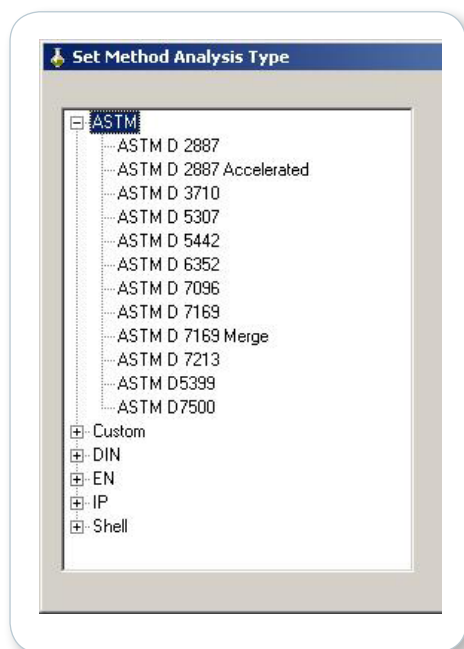 Set Method Analysis Type
ASTM
ASTM D 2887
ASTM D 2887 Accelerated
ASTM D 3710
ASTM D 5307
ASTM D 5442
ASTM D 6352
ASTM D 7096
ASTM D 7169
ASTM D 7169 Merge
ASTM D 7213
ASTM D5399
ASTM D7500
Custom
DIN
EN
IP
Shell